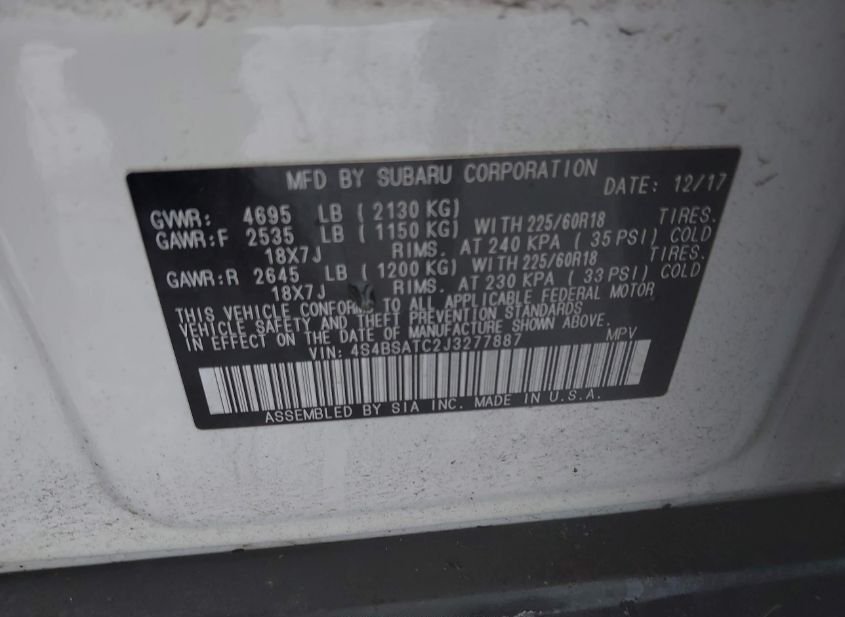 MFD BY SUBARU CORPORATION DATE: 12/17
GVWR: 4695 LB ( 2130 KG)
GAWR:F 2535 LB ( 1150 KG) WITH 225/60R18 TIRES.
18X7J RIMS. AT 240 KPA ( 35 PSI) COLD
GAWR:R 2645 LB ( 1200 KG) WITH 225/60R18 TIRES.
18X7J RIMS. AT 230 KPA ( 33 PSI) COLD
THIS VEHICLE CONFORMS TO ALL APPLICABLE FEDERAL MOTOR
VEHICLE SAFETY AND THEFT PREVENTION STANDARDS
IN EFFECT ON THE DATE OF MANUFACTURE SHOWN ABOVE.
VIN: 4S4BSATC2J3277887 MPV
ASSEMBLED BY SIA INC. MADE IN U.S.A.